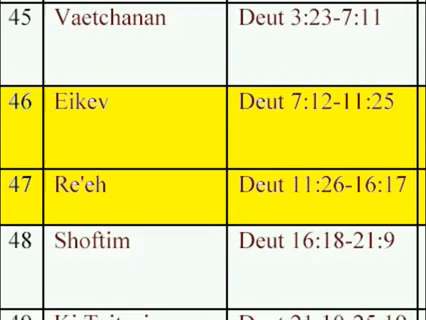 45 Vaetchanan Deut 3:23-7:11
46 Eikev Deut 7:12-11:25
47 Re'eh Deut 11:26-16:17
48 Shoftim Deut 16:18-21:9